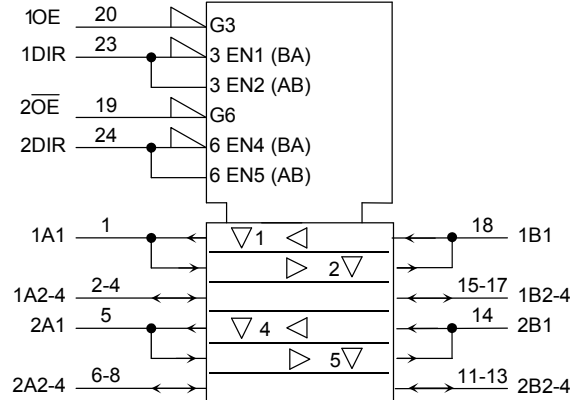 1OE 20 G3
1DIR 23 3 EN1 (BA)
3 EN2 (AB)
2O̅E̅ 19 G6
2DIR 24 6 EN4 (BA)
6 EN5 (AB)
1A1 1 ▽1 ◁ 18 1B1
▷ 2▽
1A2-4 2-4 15-17 1B2-4
2A1 5 ▽4 ◁ 14 2B1
▷ 5▽
2A2-4 6-8 11-13 2B2-4